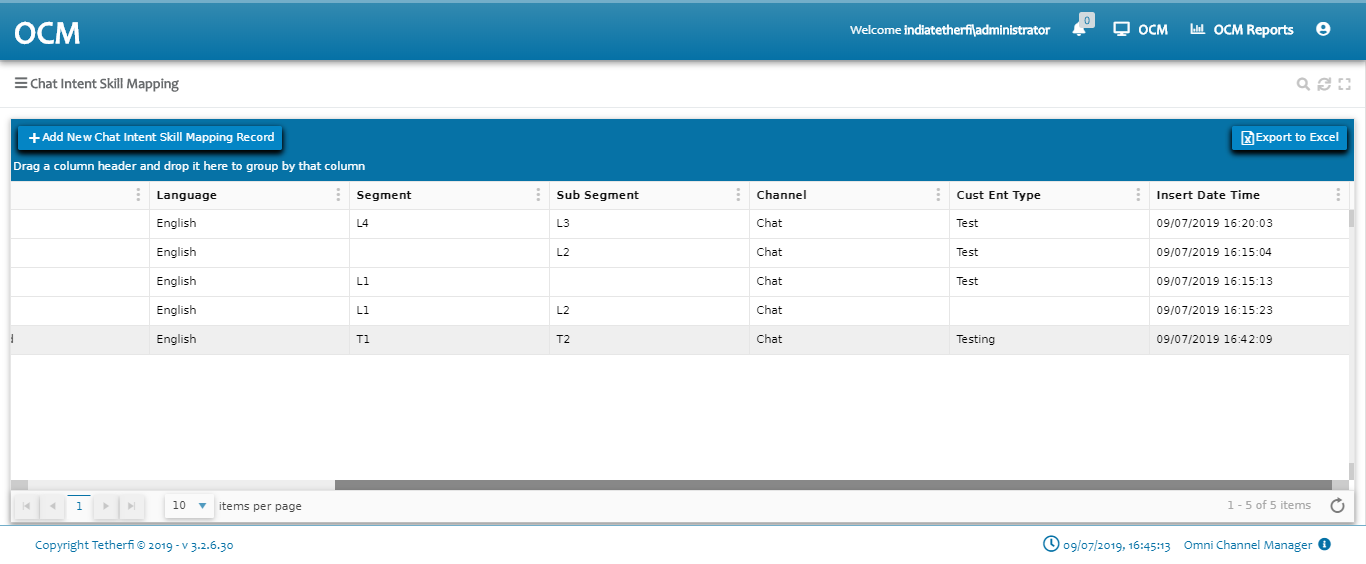 OCM
Welcome indiatetherfi\administrator
0
OCM
OCM Reports
Chat Intent Skill Mapping
Add New Chat Intent Skill Mapping Record
Export to Excel
Drag a column header and drop it here to group by that column
Language Segment Sub Segment Channel Cust Ent Type Insert Date Time
English L4 L3 Chat Test 09/07/2019 16:20:03
English L2 Chat Test 09/07/2019 16:15:04
English L1 Chat Test 09/07/2019 16:15:13
English L1 L2 Chat 09/07/2019 16:15:23
English T1 T2 Chat Testing 09/07/2019 16:42:09
1 10 items per page 1 - 5 of 5 items
Copyright Tetherfi © 2019 - v 3.2.6.30 09/07/2019, 16:45:13 Omni Channel Manager